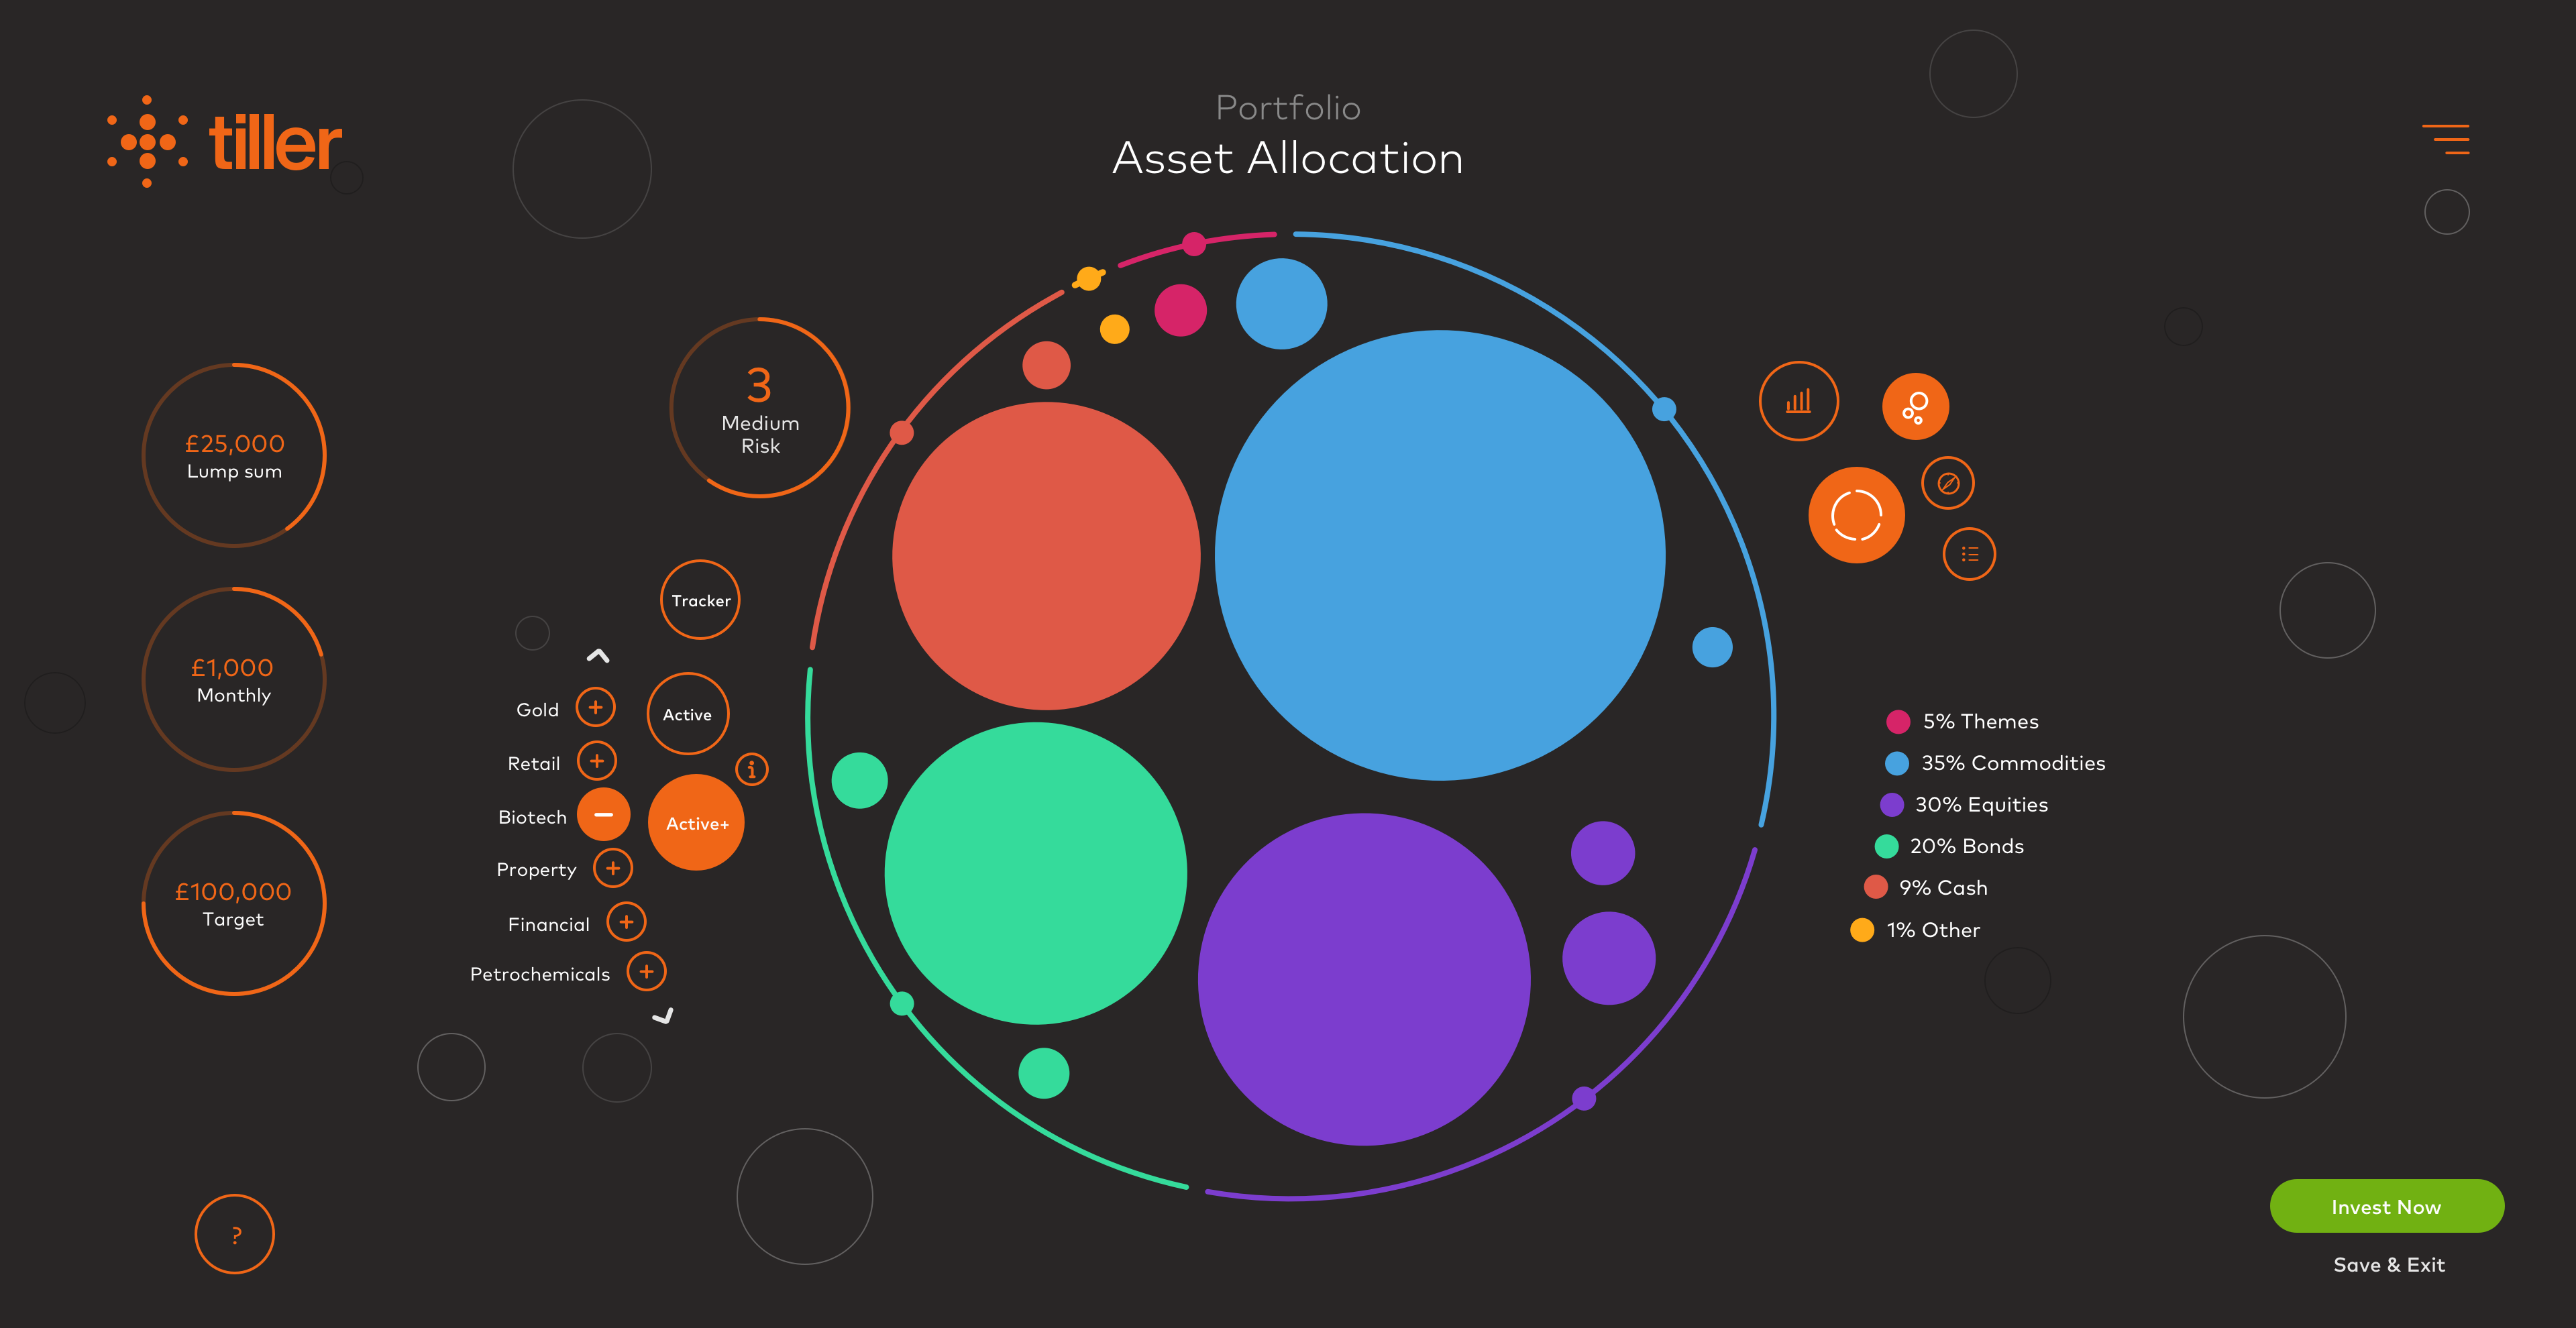 tiller
Portfolio
Asset Allocation
£25,000
Lump sum
£1,000
Monthly
£100,000
Target
?
3
Medium
Risk
Tracker
Active
i
Active+
Gold
Retail
Biotech
Property
Financial
Petrochemicals
5% Themes
35% Commodities
30% Equities
20% Bonds
9% Cash
1% Other
Invest Now
Save & Exit